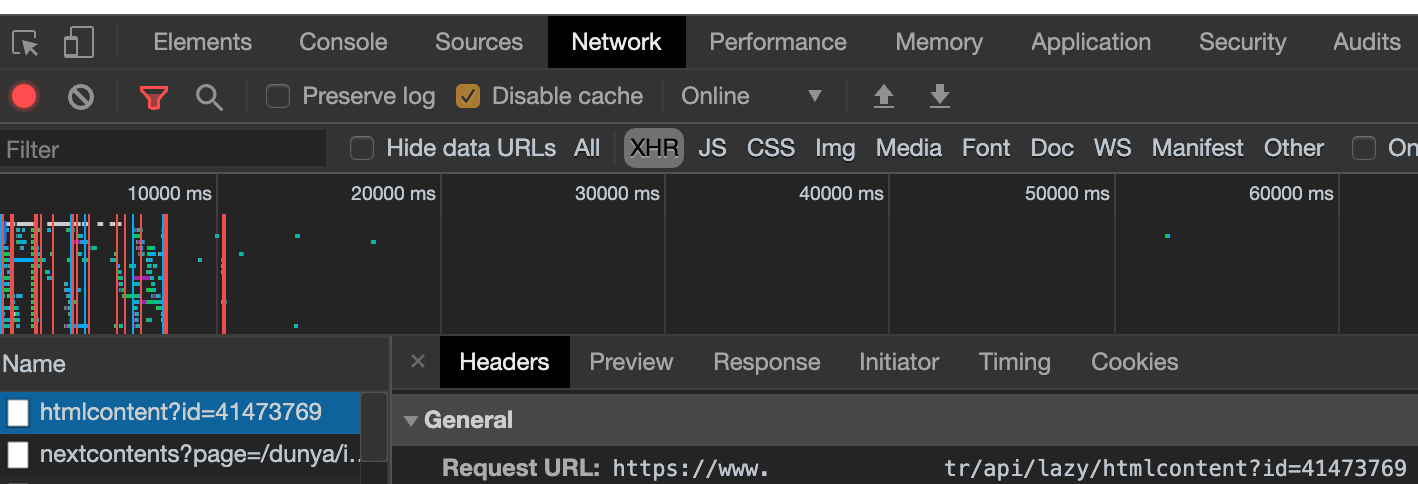 Elements Console Sources Network Performance Memory Application Security Audits
Preserve log Disable cache Online
Filter Hide data URLs All XHR JS CSS Img Media Font Doc WS Manifest Other On
10000 ms 20000 ms 30000 ms 40000 ms 50000 ms 60000 ms
Name
Headers Preview Response Initiator Timing Cookies
htmlcontent?id=41473769
General
nextcontents?page=/dunya/i...
Request URL: https://www. tr/api/lazy/htmlcontent?id=41473769